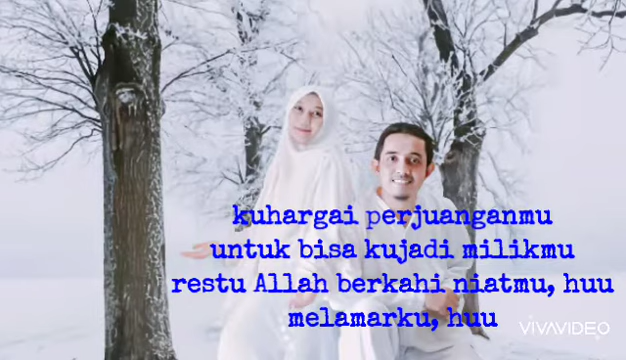 kuhargai perjuanganmu
untuk bisa kujadi milikmu
restu Allah berkahi niatmu, huu
melamarku, huu
VIVAVIDEO